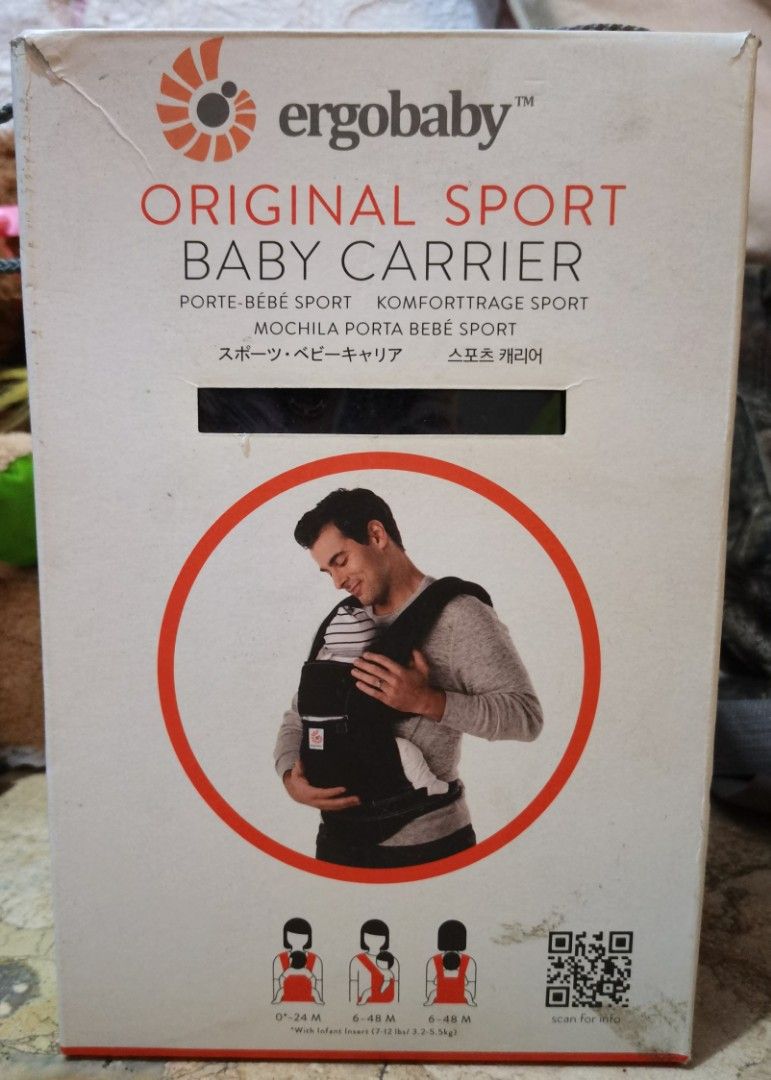 ergobaby™
ORIGINAL SPORT
BABY CARRIER
PORTE-BÉBÉ SPORT KOMFORTTRAGE SPORT
MOCHILA PORTA BEBÉ SPORT
スポーツ・ベビーキャリア 스포츠 캐리어
0*-24 M 6-48 M 6-48 M
*With Infant Insert (7-12 lbs/ 3.2-5.5kg)
scan for info